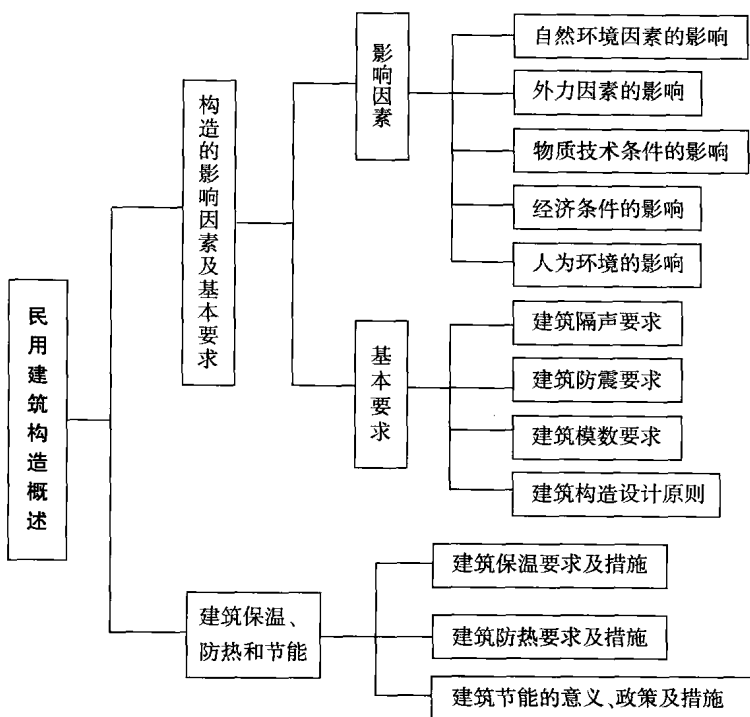 民用建筑构造概述
构造的影响因素及基本要求
影响因素
自然环境因素的影响
外力因素的影响
物质技术条件的影响
经济条件的影响
人为环境的影响
基本要求
建筑隔声要求
建筑防震要求
建筑模数要求
建筑构造设计原则
建筑保温、
防热和节能
建筑保温要求及措施
建筑防热要求及措施
建筑节能的意义、政策及措施